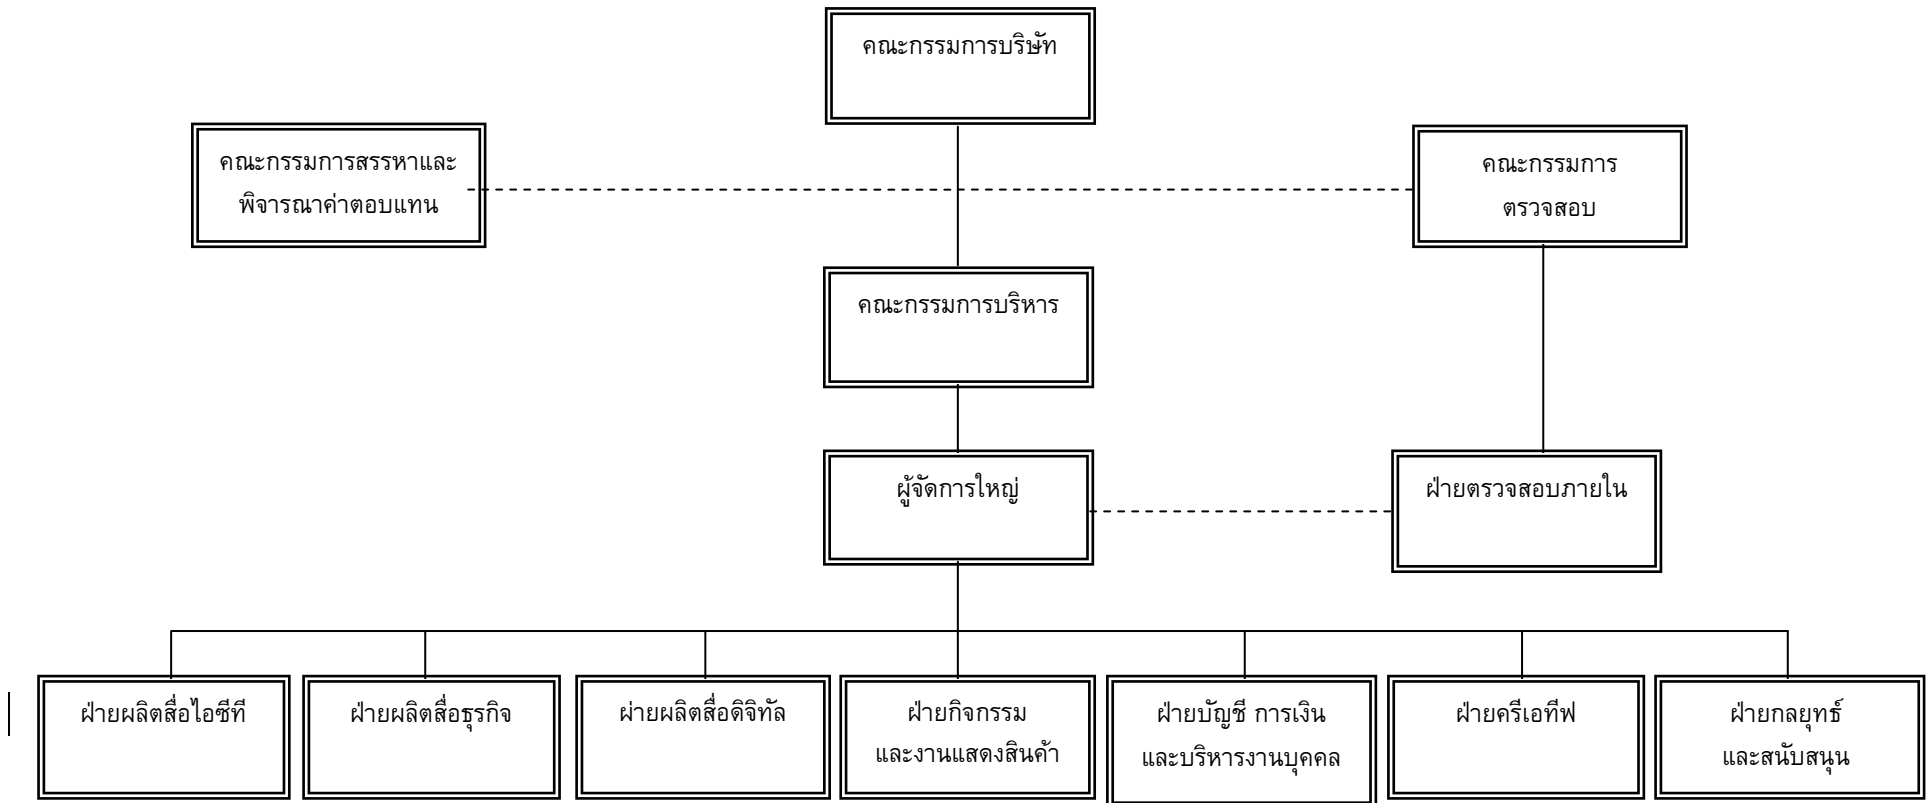 คณะกรรมการบริษัท
คณะกรรมการสรรหาและ
พิจารณาค่าตอบแทน
คณะกรรมการ
ตรวจสอบ
คณะกรรมการบริหาร
ผู้จัดการใหญ่
ฝ่ายตรวจสอบภายใน
ฝ่ายผลิตสื่อไอซีที
ฝ่ายผลิตสื่อธุรกิจ
ผ่ายผลิตสื่อดิจิทัล
ฝ่ายกิจกรรม
และงานแสดงสินค้า
ฝ่ายบัญชี การเงิน
และบริหารงานบุคคล
ฝ่ายครีเอทีฟ
ฝ่ายกลยุทธ์
และสนับสนุน